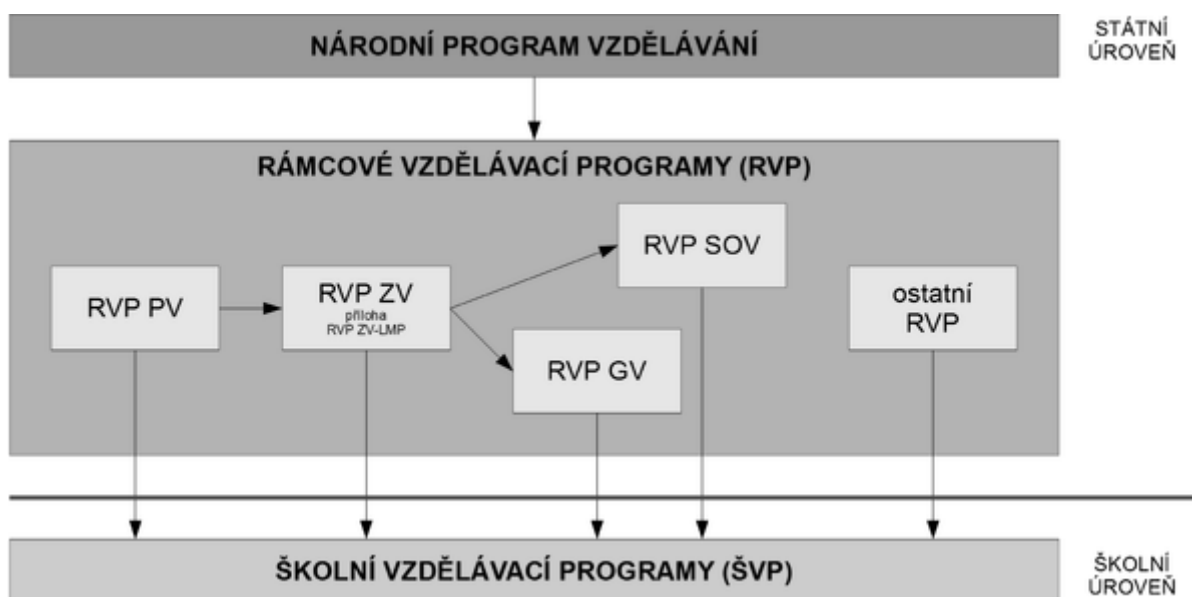 NÁRODNÍ PROGRAM VZDĚLÁVÁNÍ
STÁTNÍ
ÚROVEŇ
RÁMCOVÉ VZDĚLÁVACÍ PROGRAMY (RVP)
RVP PV
RVP ZV
příloha
RVP ZV-LMP
RVP SOV
RVP GV
ostatní
RVP
ŠKOLNÍ VZDĚLÁVACÍ PROGRAMY (ŠVP)
ŠKOLNÍ
ÚROVEŇ